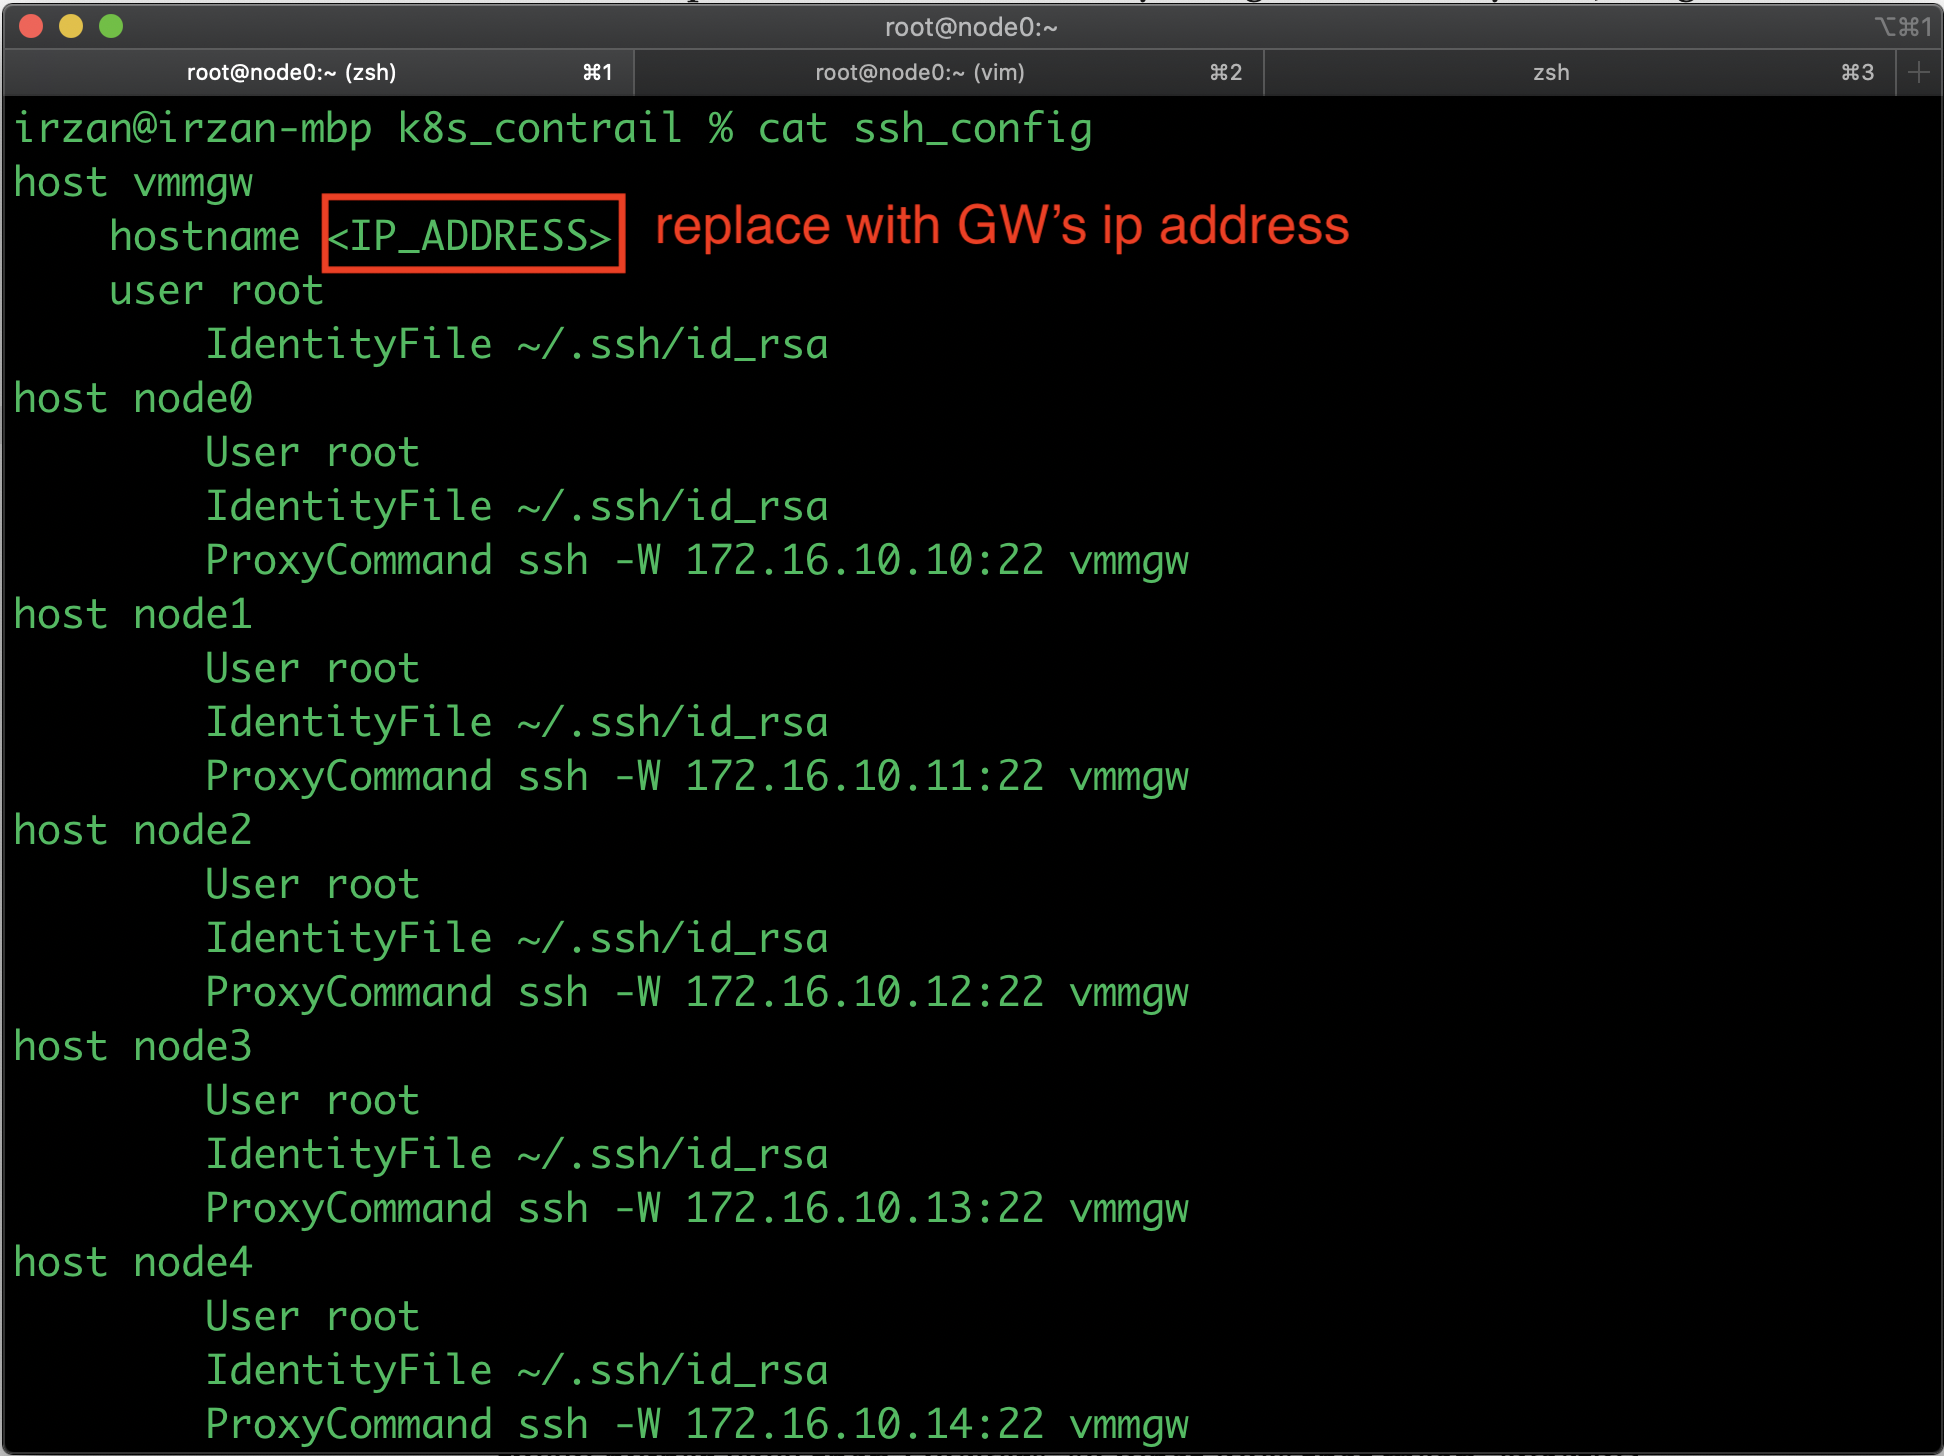 root@node0:~ ⌥⌘1
root@node0:~ (zsh) ⌘1 root@node0:~ (vim) ⌘2 zsh ⌘3 +
irzan@irzan-mbp k8s_contrail % cat ssh_config
host vmmgw
    hostname <IP_ADDRESS> replace with GW’s ip address
    user root
        IdentityFile ~/.ssh/id_rsa
host node0
        User root
        IdentityFile ~/.ssh/id_rsa
        ProxyCommand ssh -W 172.16.10.10:22 vmmgw
host node1
        User root
        IdentityFile ~/.ssh/id_rsa
        ProxyCommand ssh -W 172.16.10.11:22 vmmgw
host node2
        User root
        IdentityFile ~/.ssh/id_rsa
        ProxyCommand ssh -W 172.16.10.12:22 vmmgw
host node3
        User root
        IdentityFile ~/.ssh/id_rsa
        ProxyCommand ssh -W 172.16.10.13:22 vmmgw
host node4
        User root
        IdentityFile ~/.ssh/id_rsa
        ProxyCommand ssh -W 172.16.10.14:22 vmmgw